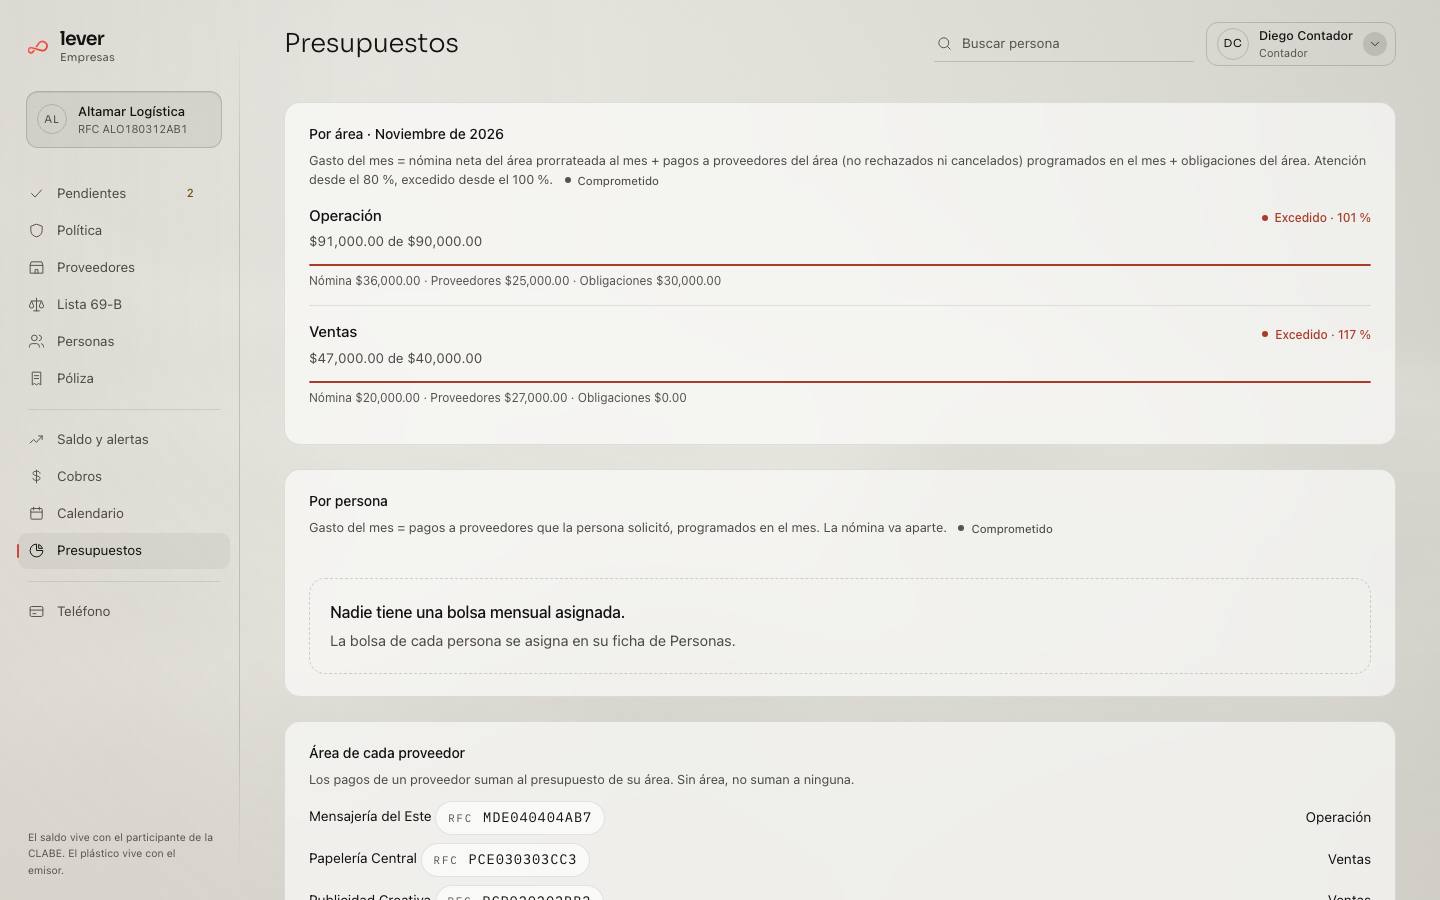 lever
Empresas
AL
Altamar Logística
RFC ALO180312AB1
Pendientes 2
Política
Proveedores
Lista 69-B
Personas
Póliza
Saldo y alertas
Cobros
Calendario
Presupuestos
Teléfono
El saldo vive con el participante de la
CLABE. El plástico vive con el
emisor.
Presupuestos
Buscar persona
DC
Diego Contador
Contador
Por área · Noviembre de 2026
Gasto del mes = nómina neta del área prorrateada al mes + pagos a proveedores del área (no rechazados ni cancelados) programados en el mes + obligaciones del área. Atención
desde el 80 %, excedido desde el 100 %. Comprometido
Operación
Excedido · 101 %
$91,000.00 de $90,000.00
Nómina $36,000.00 · Proveedores $25,000.00 · Obligaciones $30,000.00
Ventas
Excedido · 117 %
$47,000.00 de $40,000.00
Nómina $20,000.00 · Proveedores $27,000.00 · Obligaciones $0.00
Por persona
Gasto del mes = pagos a proveedores que la persona solicitó, programados en el mes. La nómina va aparte. Comprometido
Nadie tiene una bolsa mensual asignada.
La bolsa de cada persona se asigna en su ficha de Personas.
Área de cada proveedor
Los pagos de un proveedor suman al presupuesto de su área. Sin área, no suman a ninguna.
Mensajería del Este RFC MDE040404AB7 Operación
Papelería Central RFC PCE030303CC3 Ventas
Publicidad Creativa RFC Ventas